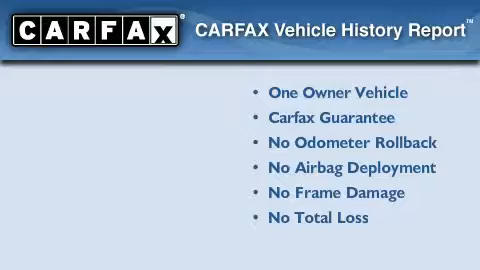 CARFAX® CARFAX Vehicle History Report™
• One Owner Vehicle
• Carfax Guarantee
• No Odometer Rollback
• No Airbag Deployment
• No Frame Damage
• No Total Loss